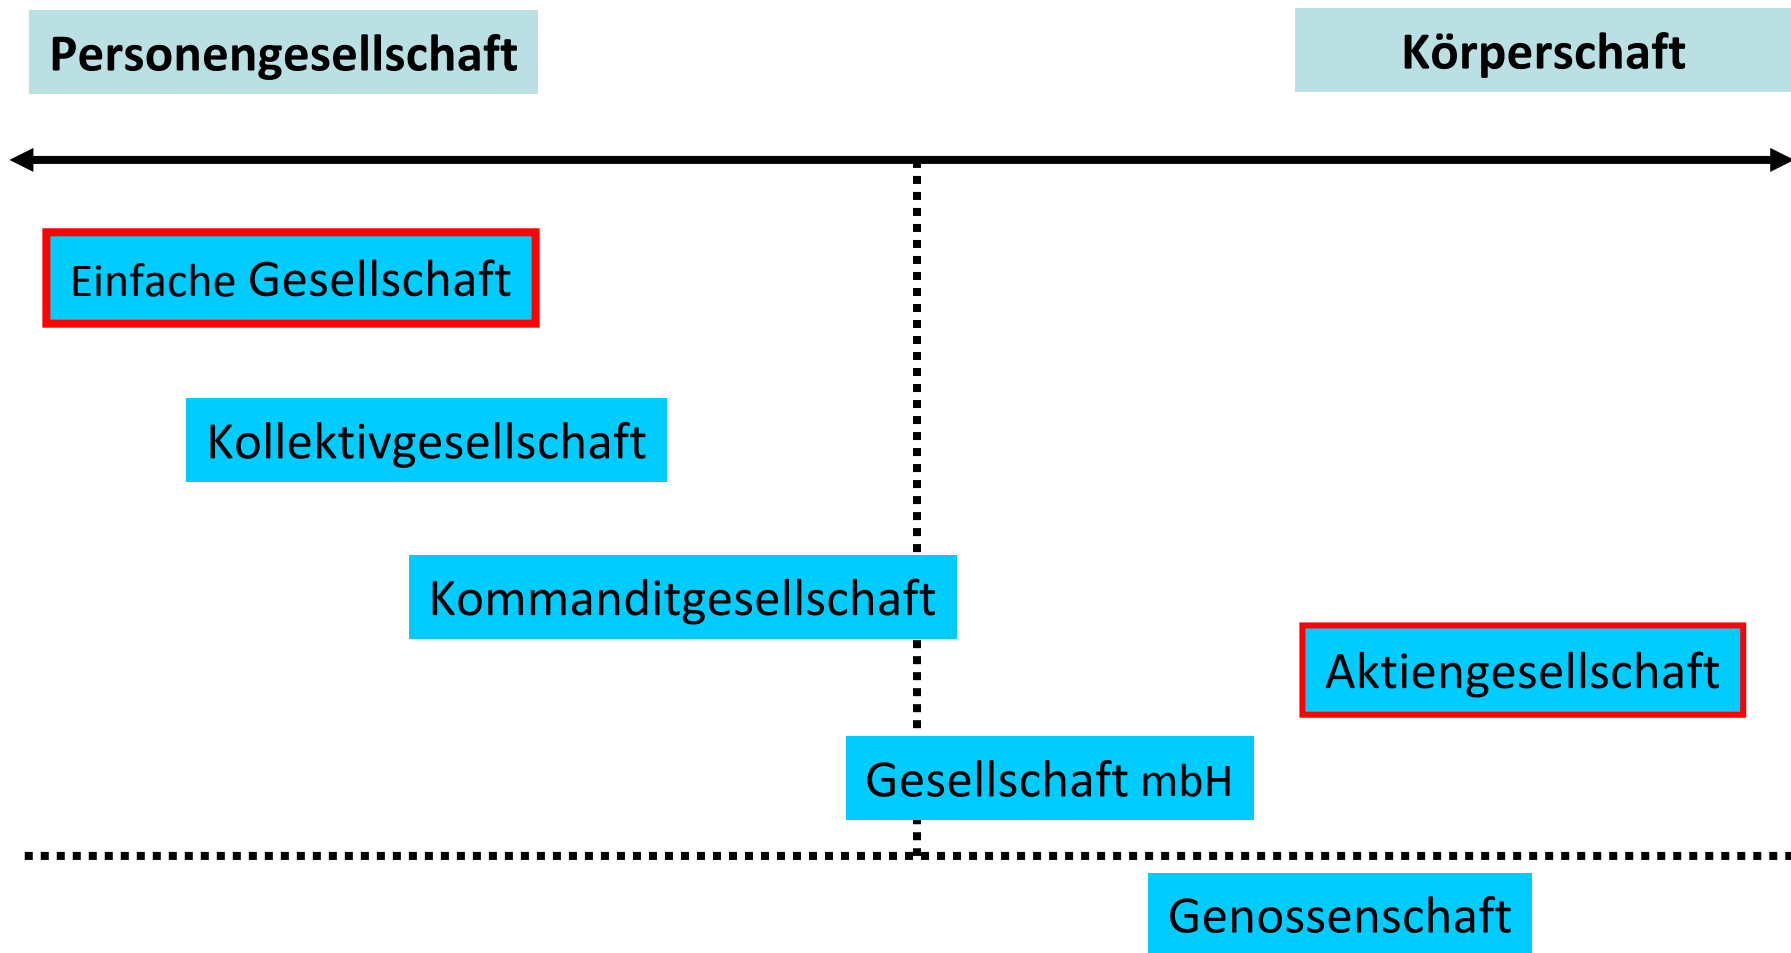 Personengesellschaft
Körperschaft
Einfache Gesellschaft
Kollektivgesellschaft
Kommanditgesellschaft
Aktiengesellschaft
Gesellschaft mbH
Genossenschaft